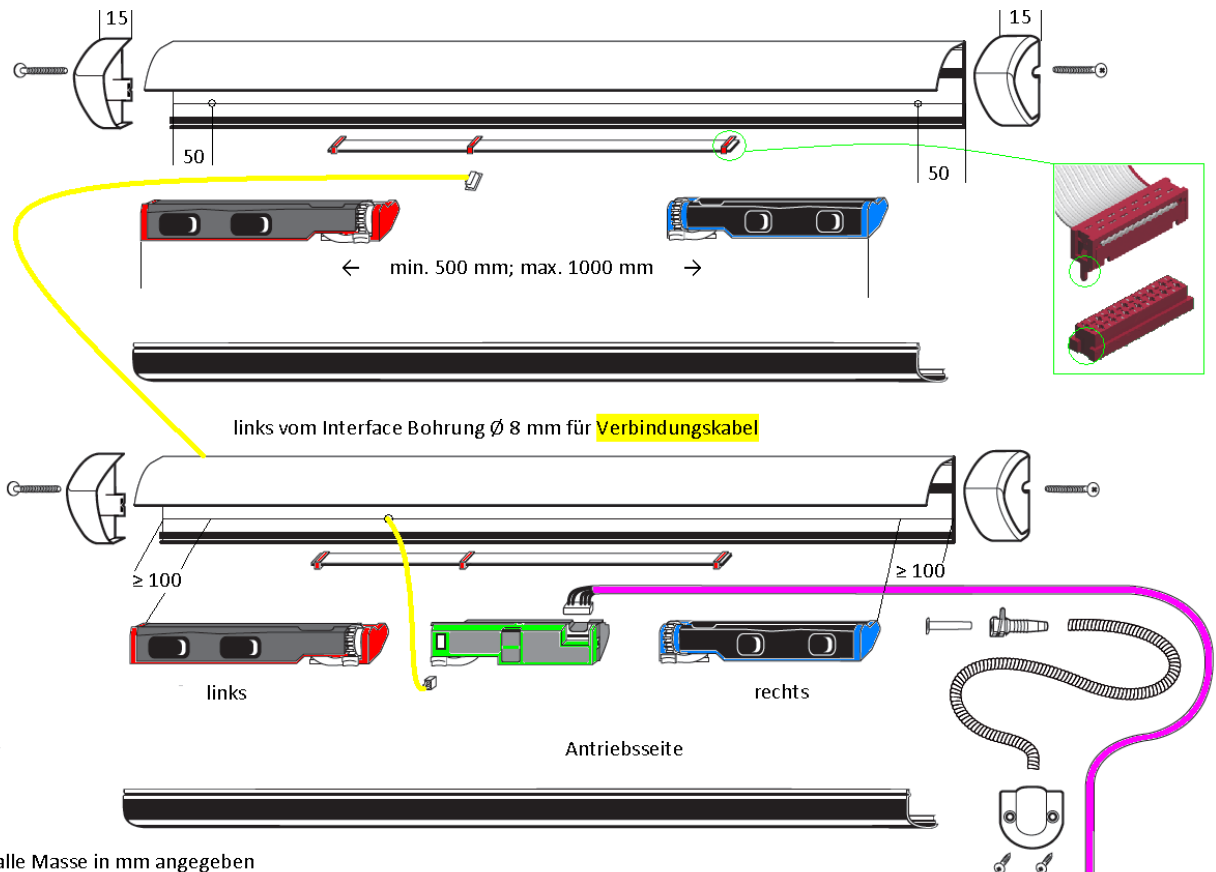 15
15
50
50
← min. 500 mm; max. 1000 mm →
links vom Interface Bohrung Ø 8 mm für Verbindungskabel
≥ 100
≥ 100
links
rechts
Antriebsseite
alle Masse in mm angegeben